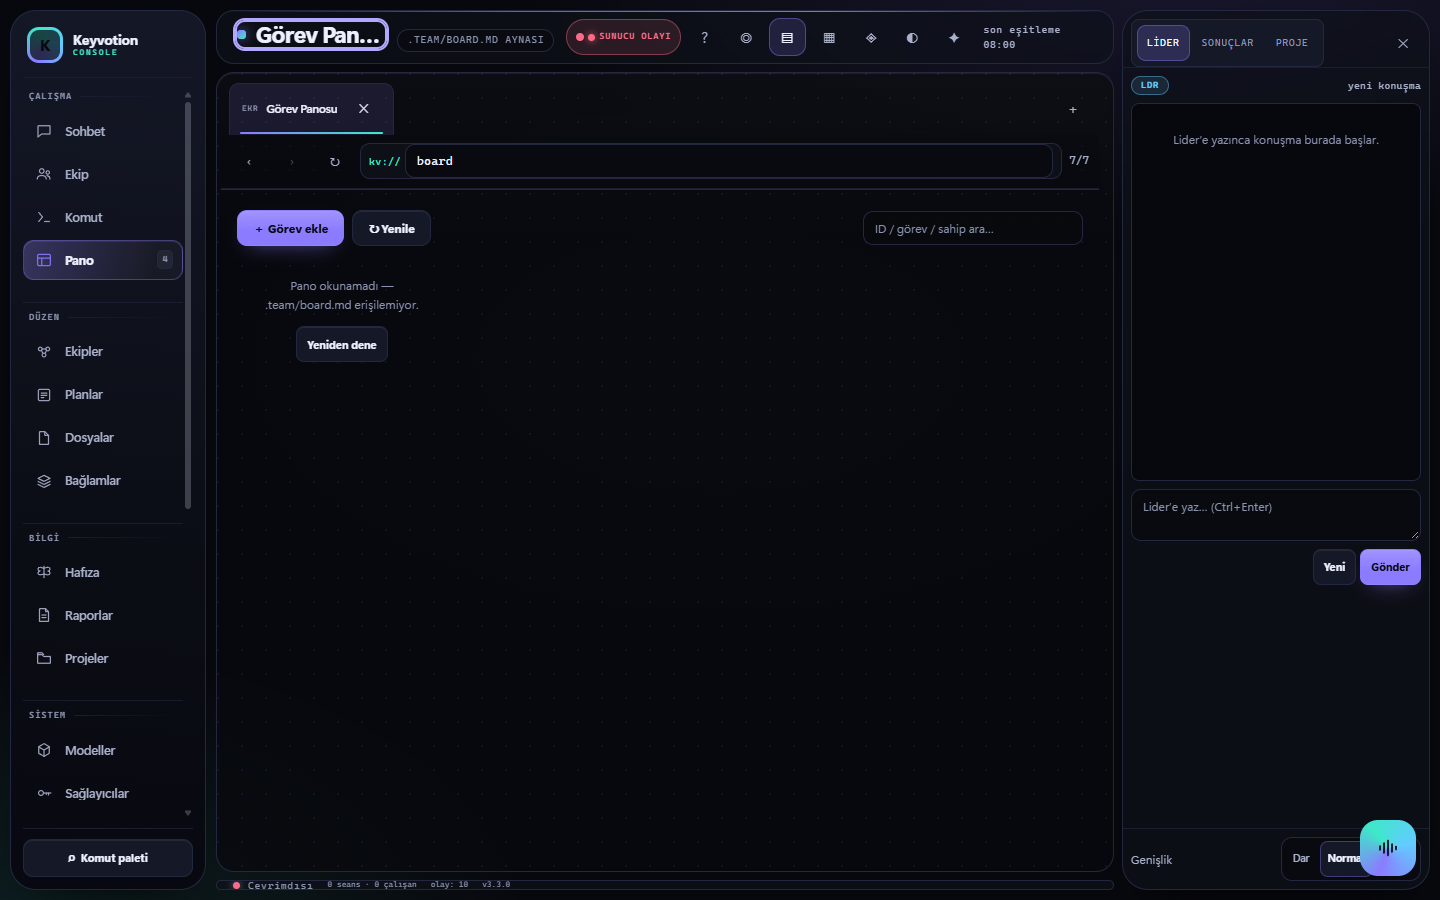 Keyvotion
CONSOLE
ÇALIŞMA
Sohbet
Ekip
Komut
Pano 4
DÜZEN
Ekipler
Planlar
Dosyalar
Bağlamlar
BİLGİ
Hafıza
Raporlar
Projeler
SİSTEM
Modeller
Sağlayıcılar
Komut paleti
Görev Pan...
.TEAM/BOARD.MD AYNASI
SUNUCU OLAYI
?
son eşitleme
08:00
EKR Görev Panosu
+
kv:// board
7/7
+ Görev ekle
↻ Yenile
ID / görev / sahip ara...
Pano okunamadı —
.team/board.md erişilemiyor.
Yeniden dene
Çevrimdışı 0 seans · 0 çalışan olay: 10 v3.3.0
LİDER SONUÇLAR PROJE
LDR yeni konuşma
Lider'e yazınca konuşma burada başlar.
Lider'e yaz... (Ctrl+Enter)
Yeni Gönder
Genişlik Dar